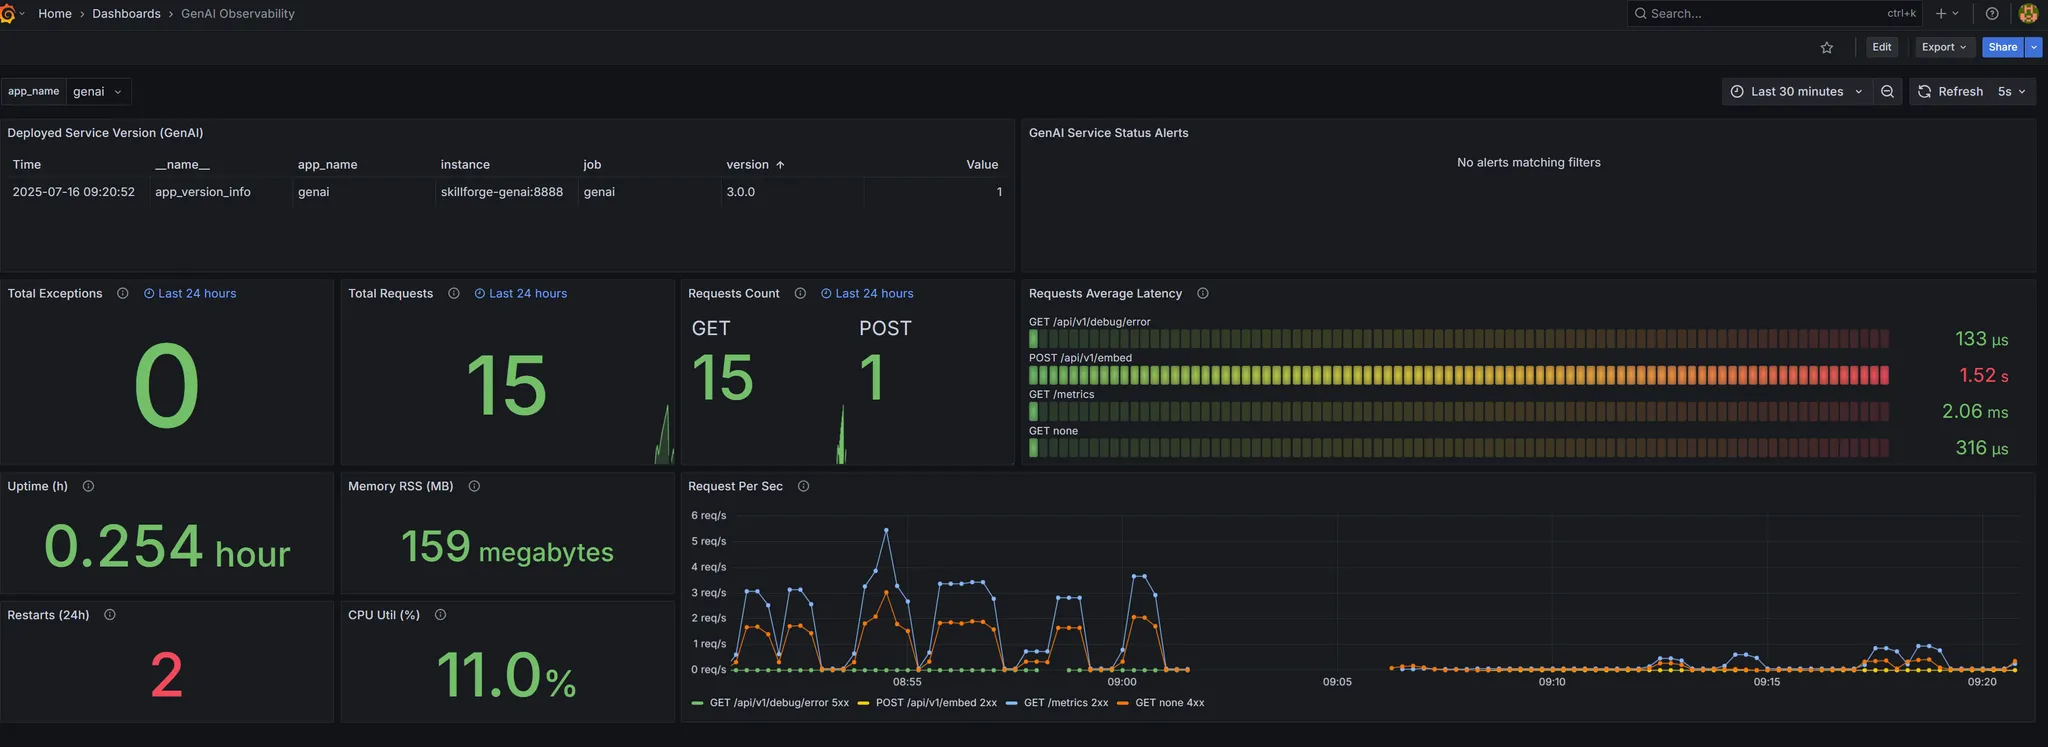 Home > Dashboards > GenAI Observability
Search... ctrl+k
Edit Export Share
app_name genai
Last 30 minutes Refresh 5s
Deployed Service Version (GenAI)
Time __name__ app_name instance job version Value
2025-07-16 09:20:52 app_version_info genai skillforge-genai:8888 genai 3.0.0 1
GenAI Service Status Alerts
No alerts matching filters
Total Exceptions Last 24 hours
0
Total Requests Last 24 hours
15
Requests Count Last 24 hours
GET POST
15 1
Requests Average Latency
GET /api/v1/debug/error
133 µs
POST /api/v1/embed
1.52 s
GET /metrics
2.06 ms
GET none
316 µs
Uptime (h)
0.254 hour
Memory RSS (MB)
159 megabytes
Restarts (24h)
2
CPU Util (%)
11.0%
Request Per Sec
6 req/s
5 req/s
4 req/s
3 req/s
2 req/s
1 req/s
0 req/s
08:55 09:00 09:05 09:10 09:15 09:20
GET /api/v1/debug/error 5xx POST /api/v1/embed 2xx GET /metrics 2xx GET none 4xx